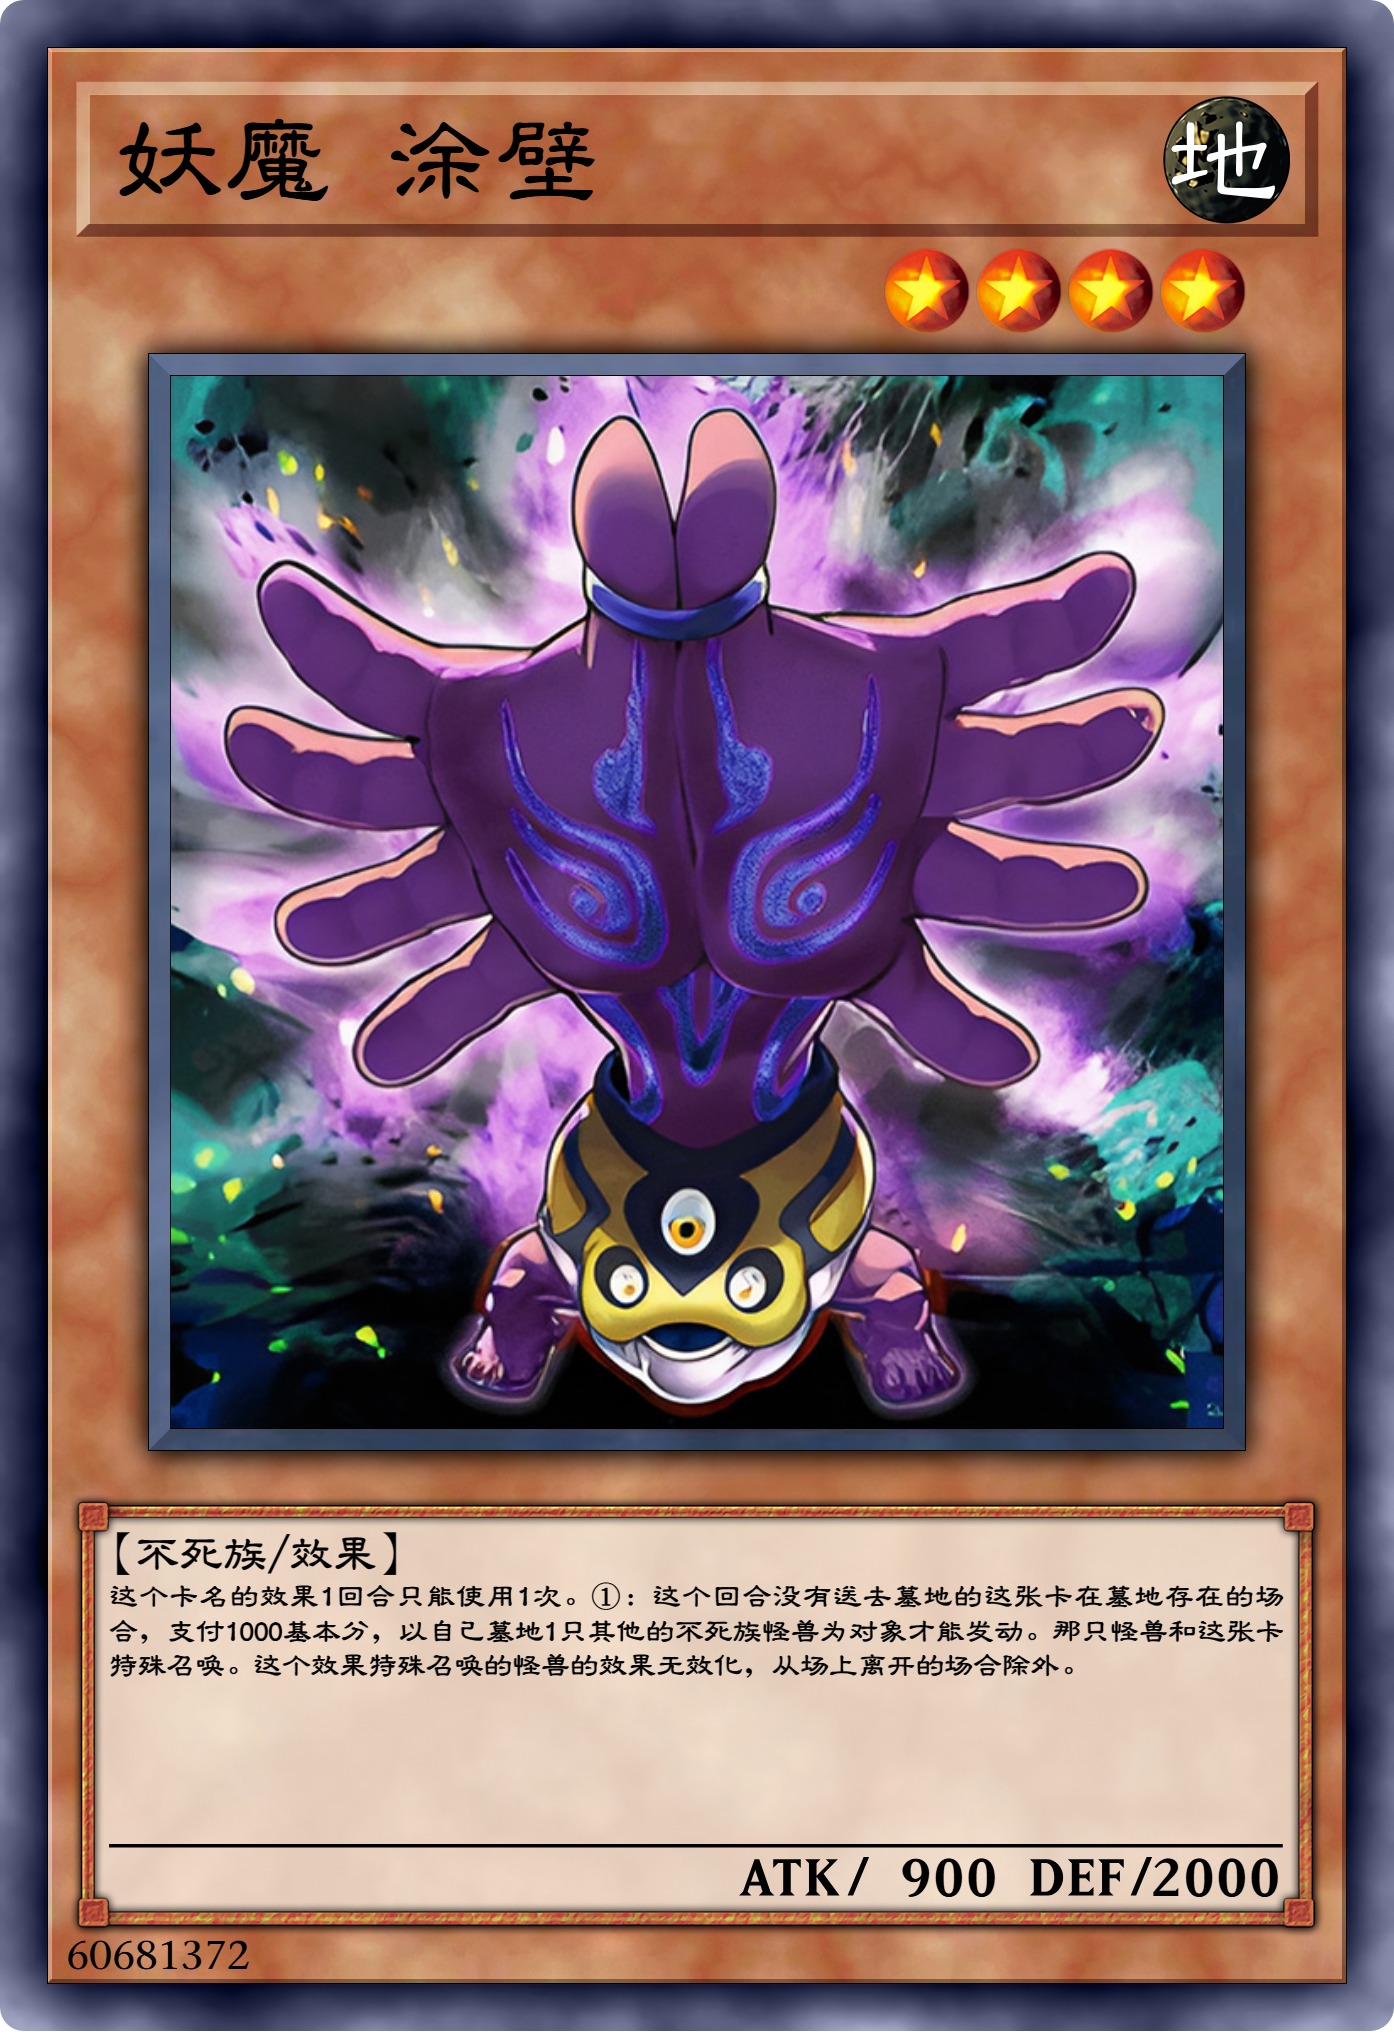 妖魔 涂壁
地
【不死族/效果】
这个卡名的效果1回合只能使用1次。①：这个回合没有送去墓地的这张卡在墓地存在的场
合，支付1000基本分，以自己墓地1只其他的不死族怪兽为对象才能发动。那只怪兽和这张卡
特殊召唤。这个效果特殊召唤的怪兽的效果无效化，从场上离开的场合除外。
ATK/ 900 DEF/2000
60681372